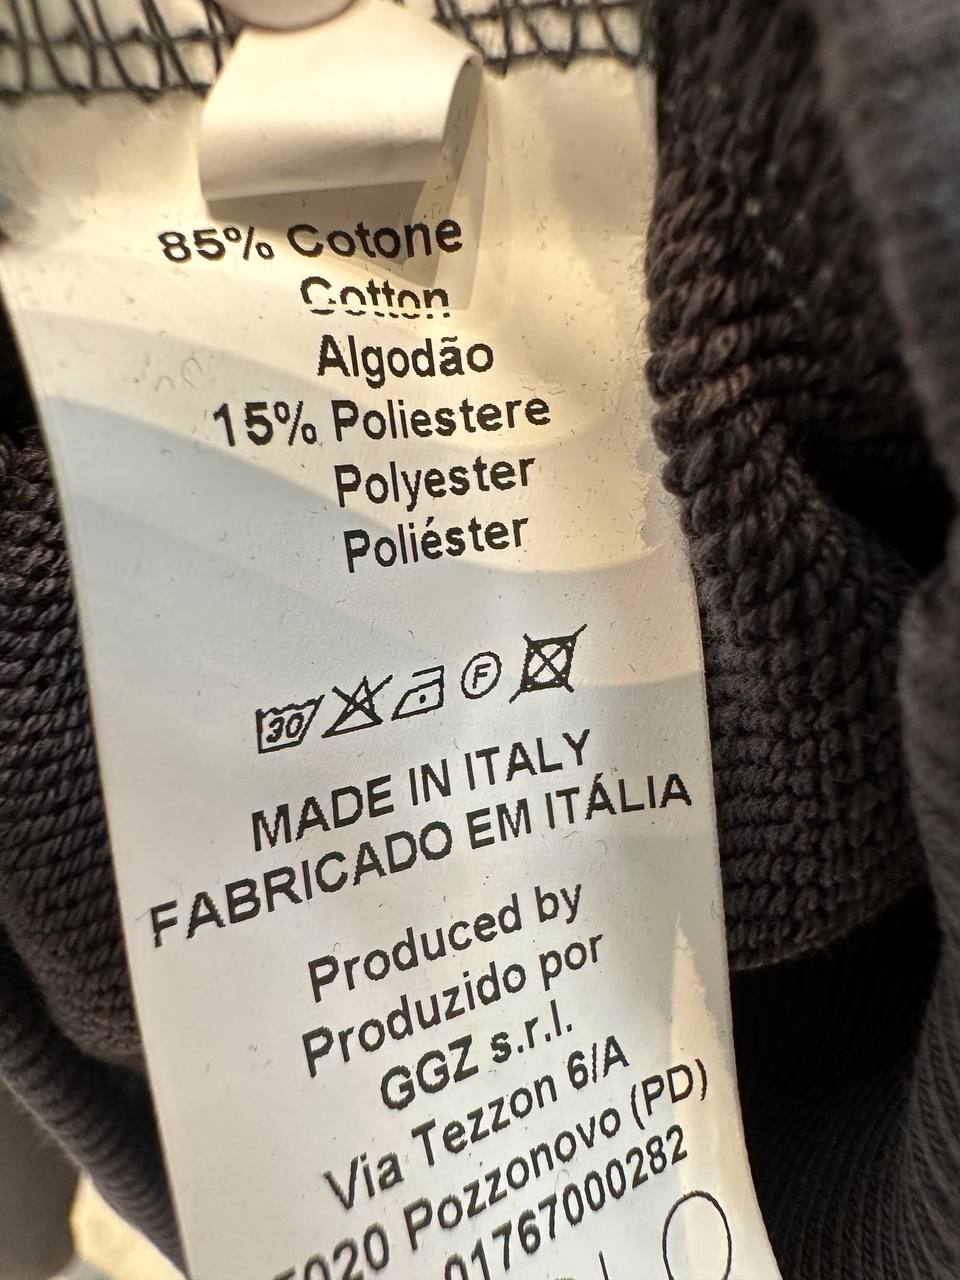 85% Cotone
Cotton
Algodão
15% Poliestere
Polyester
Poliéster
30 F
MADE IN ITALY
FABRICADO EM ITÁLIA
Produced by
Produzido por
GGZ s.r.l.
Via Tezzon 6/A
Pozzonovo (PD)
01767000282